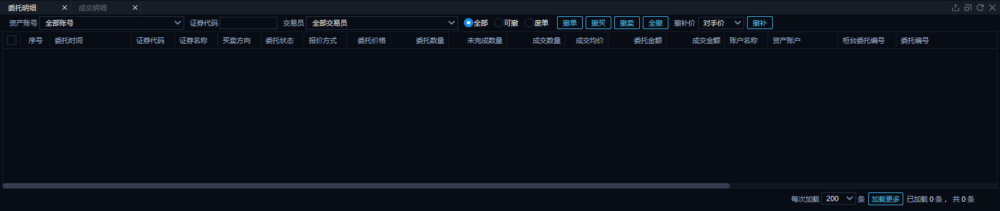 委托明细 成交明细
资产账号 全部账号 证券代码 交易员 全部交易员 全部 可撤 废单 撤单 撤买 撤卖 全撤 撤补价 对手价 撤补
序号 委托时间 证券代码 证券名称 买卖方向 委托状态 报价方式 委托价格 委托数量 未完成数量 成交数量 成交均价 委托金额 成交金额 账户名称 资产账户 柜台委托编号 委托编号
每次加载 200 条 加载更多 已加载 0 条， 共 0 条